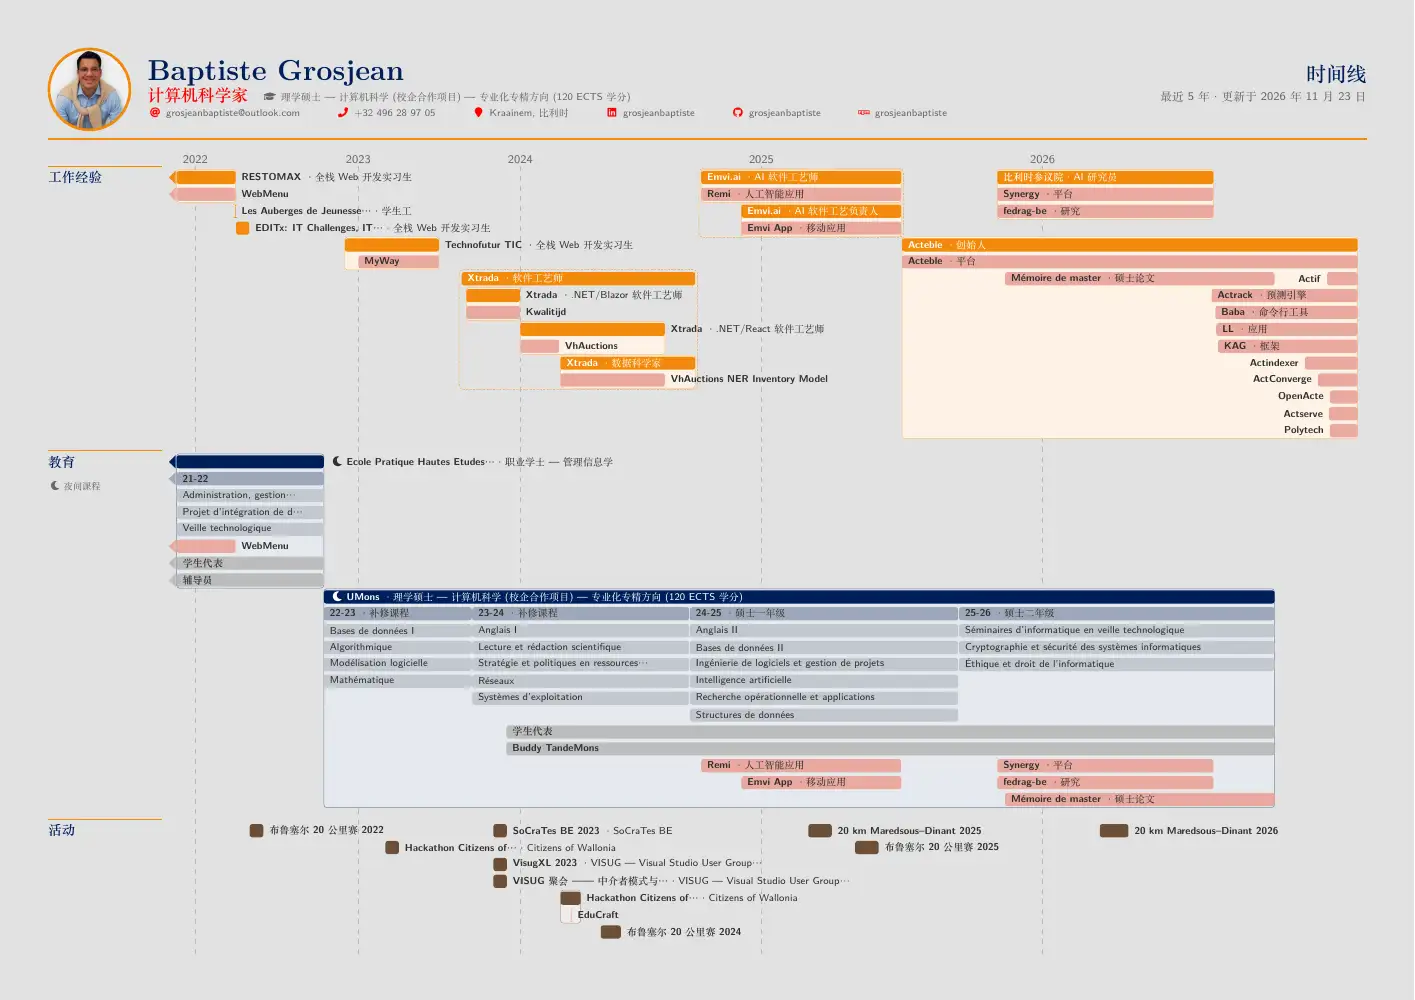 Baptiste Grosjean
时间线
计算机科学家 理学硕士 — 计算机科学 (校企合作项目) — 专业化专精方向 (120 ECTS 学分)
最近 5 年 · 更新于 2026 年 11 月 23 日
grosjeanbaptiste@outlook.com +32 496 28 97 05 Kraainem, 比利时 grosjeanbaptiste grosjeanbaptiste grosjeanbaptiste
2022 2023 2024 2025 2026
工作经验
RESTOMAX · 全栈 Web 开发实习生
Emvi.ai · AI 软件工艺师
比利时参议院 · AI 研究员
WebMenu
Remi · 人工智能应用
Synergy · 平台
Les Auberges de Jeunesse… · 学生工
Emvi.ai · AI 软件工艺负责人
fedrag-be · 研究
EDITx: IT Challenges, IT… · 全栈 Web 开发实习生
Emvi App · 移动应用
Technofutur TIC · 全栈 Web 开发实习生
Acteble · 创始人
MyWay
Acteble · 平台
Xtrada · 软件工艺师
Mémoire de master · 硕士论文
Actif
Xtrada · .NET/Blazor 软件工艺师
Actrack · 预测引擎
Kwalitijd
Baba · 命令行工具
Xtrada · .NET/React 软件工艺师
LL · 应用
VhAuctions
KAG · 框架
Xtrada · 数据科学家
Actindexer
VhAuctions NER Inventory Model
ActConverge
OpenActe
Actserve
Polytech
教育
Ecole Pratique Hautes Etudes… · 职业学士 — 管理信息学
夜间课程
21-22
Administration, gestion…
Projet d'intégration de d…
Veille technologique
WebMenu
学生代表
辅导员
UMons · 理学硕士 — 计算机科学 (校企合作项目) — 专业化专精方向 (120 ECTS 学分)
22-23 · 补修课程 23-24 · 补修课程 24-25 · 硕士一年级 25-26 · 硕士二年级
Bases de données I Anglais I Anglais II Séminaires d'informatique en veille technologique
Algorithmique Lecture et rédaction scientifique Bases de données II Cryptographie et sécurité des systèmes informatiques
Modélisation logicielle Stratégie et politiques en ressources… Ingénierie de logiciels et gestion de projets Éthique et droit de l'informatique
Mathématique Réseaux Intelligence artificielle
Systèmes d'exploitation Recherche opérationnelle et applications
Structures de données
学生代表
Buddy TandeMons
Remi · 人工智能应用 Synergy · 平台
Emvi App · 移动应用 fedrag-be · 研究
Mémoire de master · 硕士论文
活动
布鲁塞尔 20 公里赛 2022 SoCraTes BE 2023 · SoCraTes BE 20 km Maredsous–Dinant 2025 20 km Maredsous–Dinant 2026
Hackathon Citizens of… · Citizens of Wallonia 布鲁塞尔 20 公里赛 2025
VisugXL 2023 · VISUG — Visual Studio User Group…
VISUG 聚会 —— 中介者模式与… · VISUG — Visual Studio User Group…
Hackathon Citizens of… · Citizens of Wallonia
EduCraft
布鲁塞尔 20 公里赛 2024